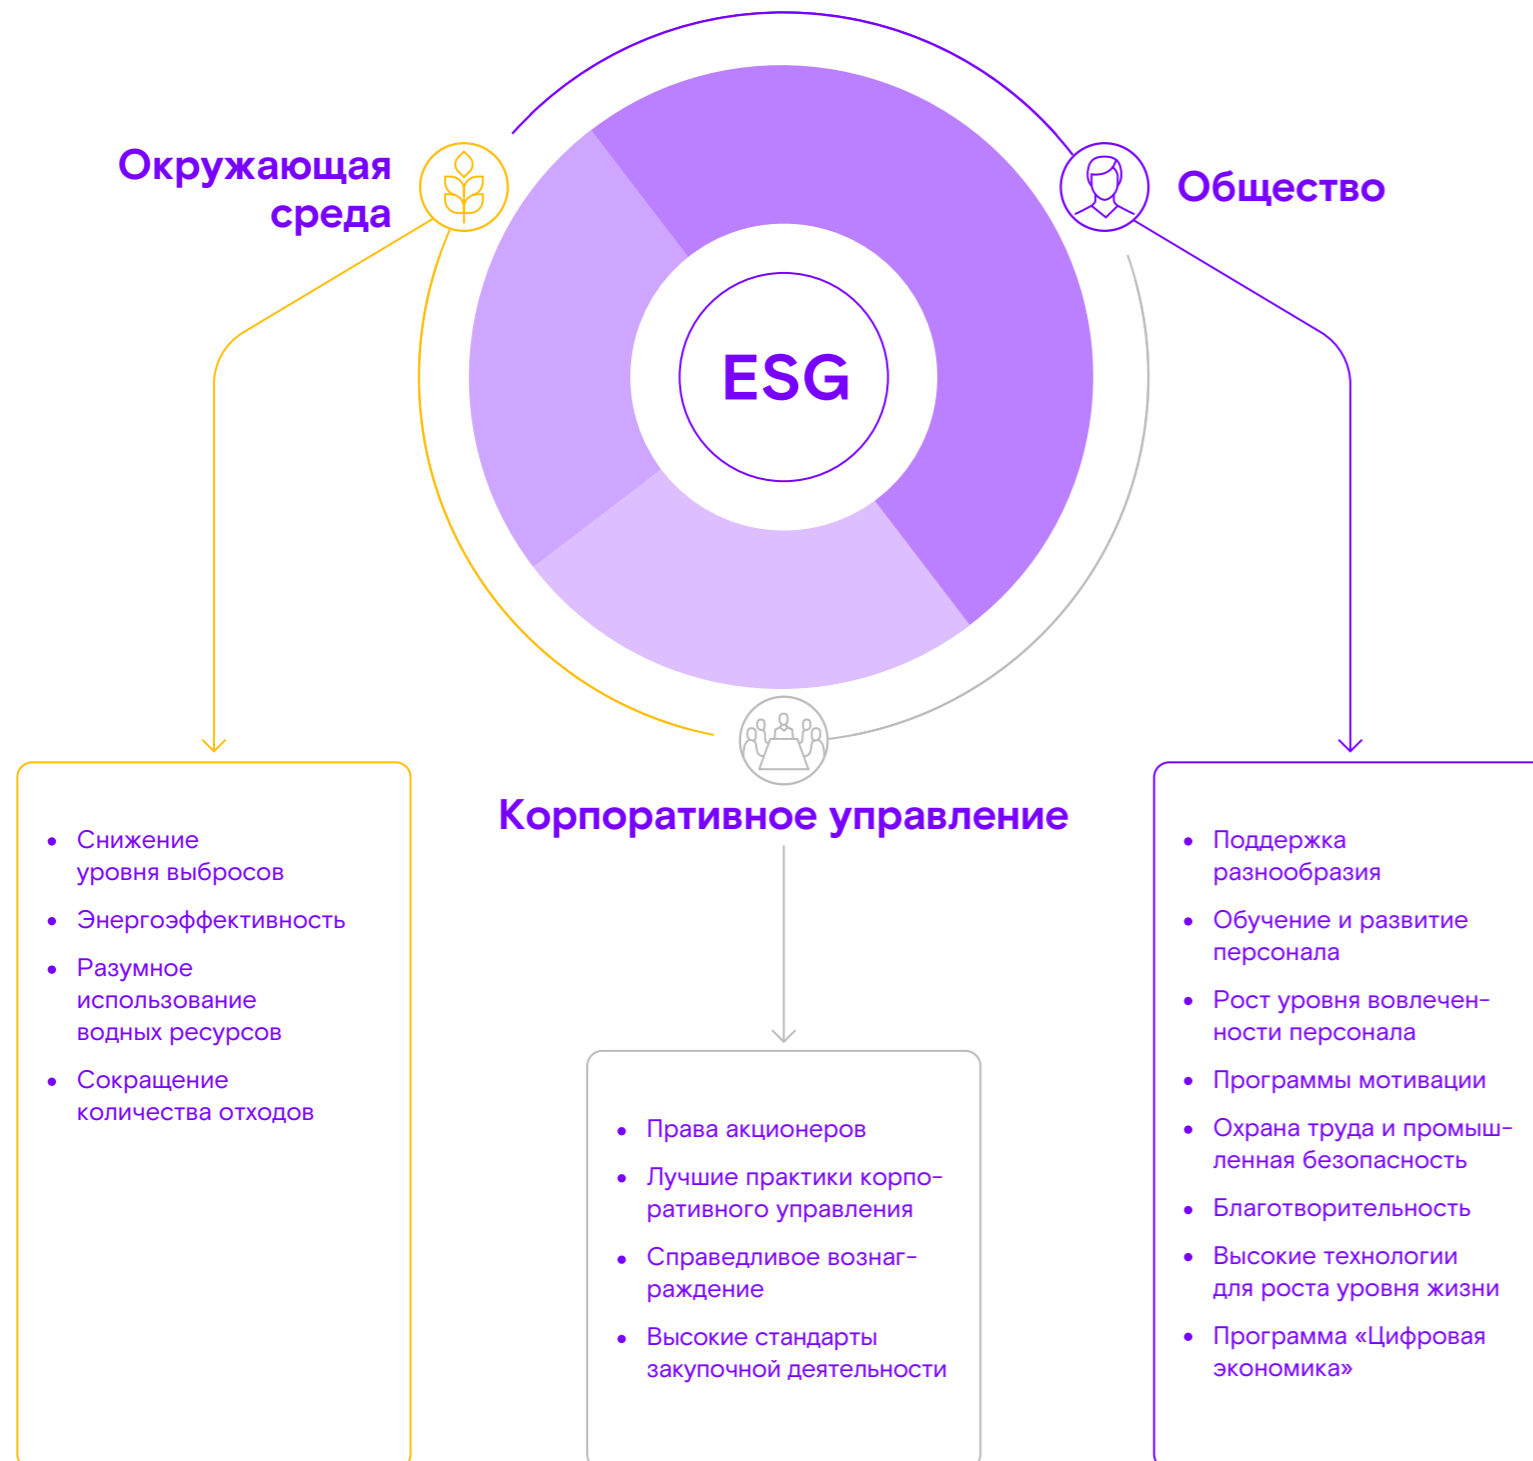 Окружающая
среда
Общество
ESG
Корпоративное управление
• Снижение
уровня выбросов
• Энергоэффективность
• Разумное
использование
водных ресурсов
• Сокращение
количества отходов
• Права акционеров
• Лучшие практики корпо-
ративного управления
• Справедливое вознаг-
раждение
• Высокие стандарты
закупочной деятельности
• Поддержка
разнообразия
• Обучение и развитие
персонала
• Рост уровня вовлечен-
ности персонала
• Программы мотивации
• Охрана труда и промыш-
ленная безопасность
• Благотворительность
• Высокие технологии
для роста уровня жизни
• Программа «Цифровая
экономика»